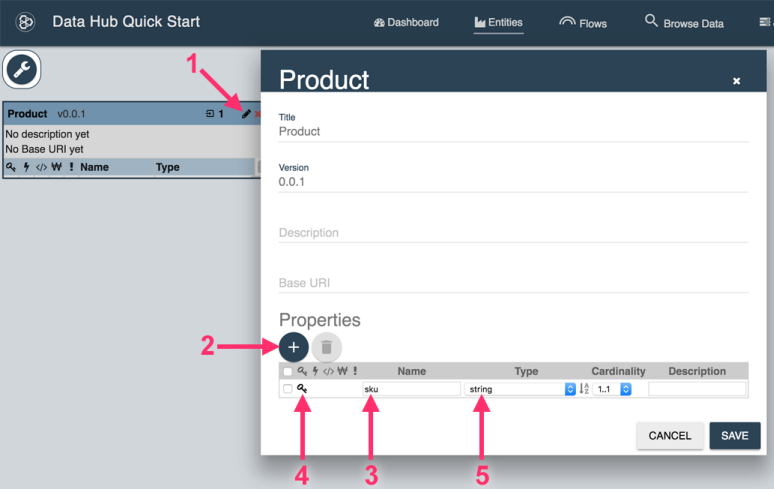 Data Hub Quick Start
Dashboard
Entities
Flows
Browse Data
1
Product v0.0.1
1
No description yet
No Base URI yet
! Name Type
Product
Title
Product
Version
0.0.1
Description
Base URI
Properties
2
! Name Type Cardinality Description
sku string 1..1
CANCEL SAVE
4 3 5